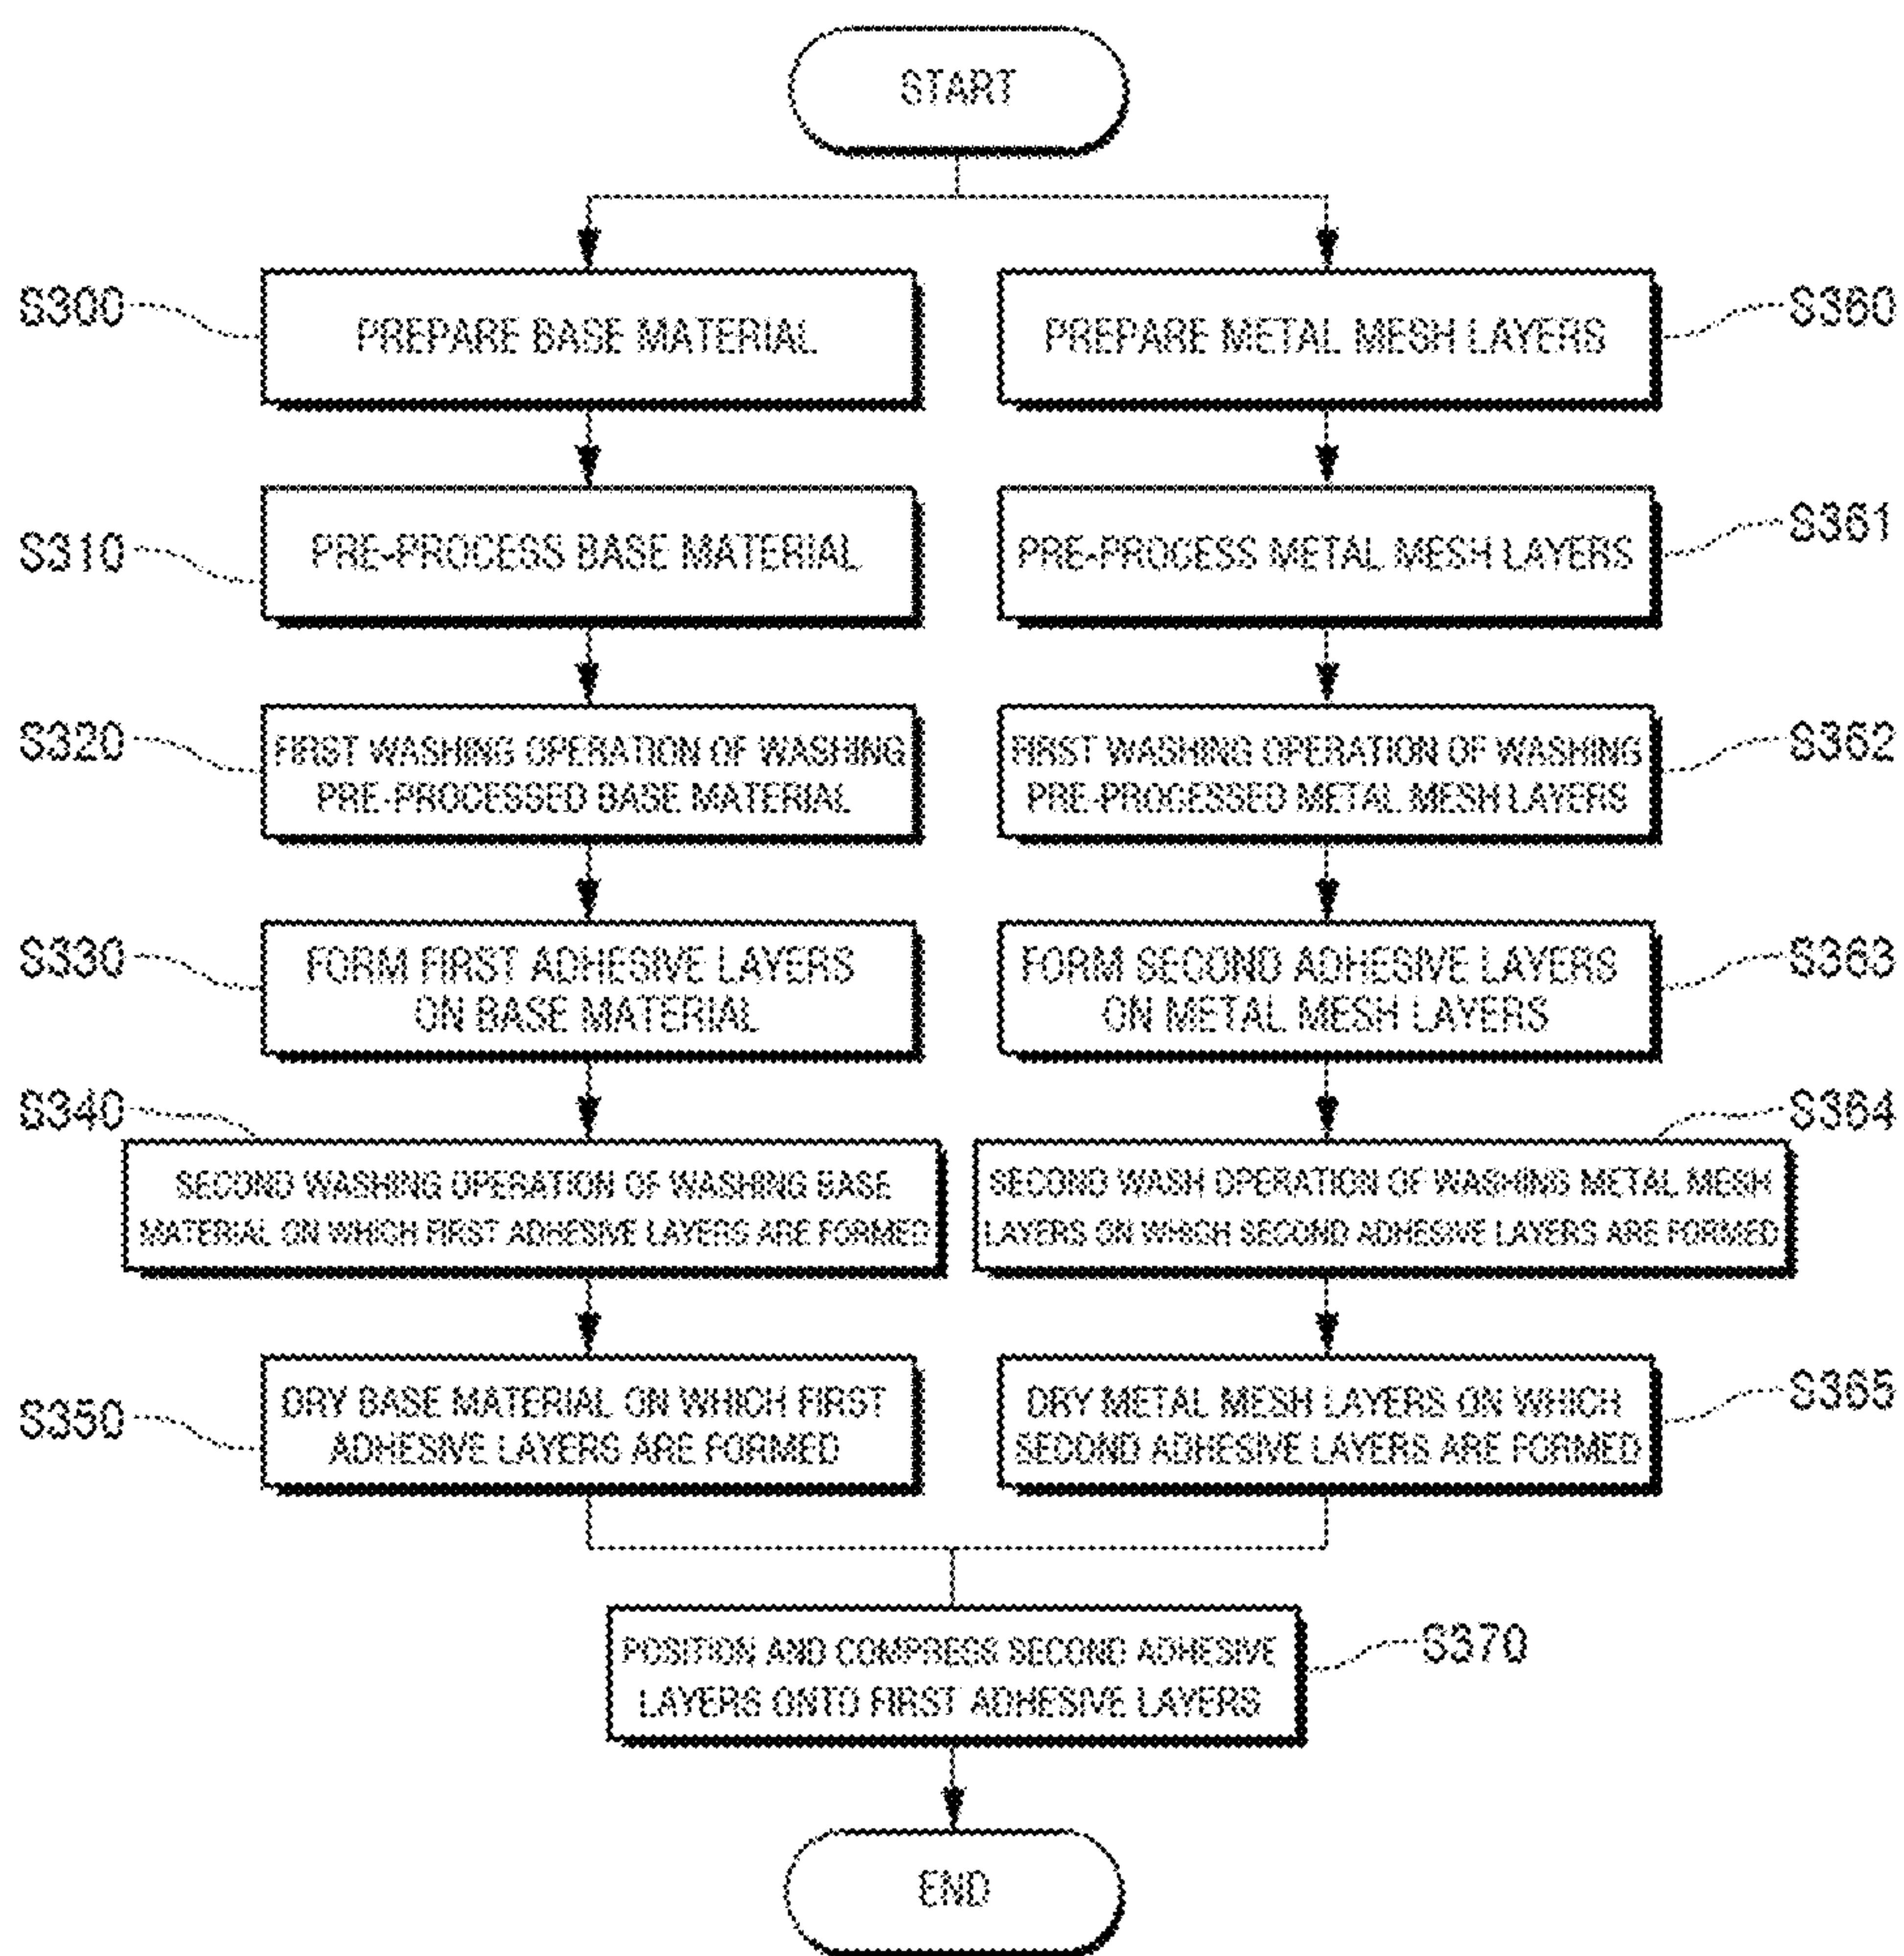 START
S300
PREPARE BASE MATERIAL
PREPARE METAL MESH LAYERS
S360
S310
PRE-PROCESS BASE MATERIAL
PRE-PROCESS METAL MESH LAYERS
S361
S320
FIRST WASHING OPERATION OF WASHING
PRE-PROCESSED BASE MATERIAL
FIRST WASHING OPERATION OF WASHING
PRE-PROCESSED METAL MESH LAYERS
S362
S330
FORM FIRST ADHESIVE LAYERS
ON BASE MATERIAL
FORM SECOND ADHESIVE LAYERS
ON METAL MESH LAYERS
S363
S340
SECOND WASHING OPERATION OF WASHING BASE
MATERIAL ON WHICH FIRST ADHESIVE LAYERS ARE FORMED
SECOND WASH OPERATION OF WASHING METAL MESH
LAYERS ON WHICH SECOND ADHESIVE LAYERS ARE FORMED
S364
S350
DRY BASE MATERIAL ON WHICH FIRST
ADHESIVE LAYERS ARE FORMED
DRY METAL MESH LAYERS ON WHICH
SECOND ADHESIVE LAYERS ARE FORMED
S365
POSITION AND COMPRESS SECOND ADHESIVE
LAYERS ONTO FIRST ADHESIVE LAYERS
S370
END